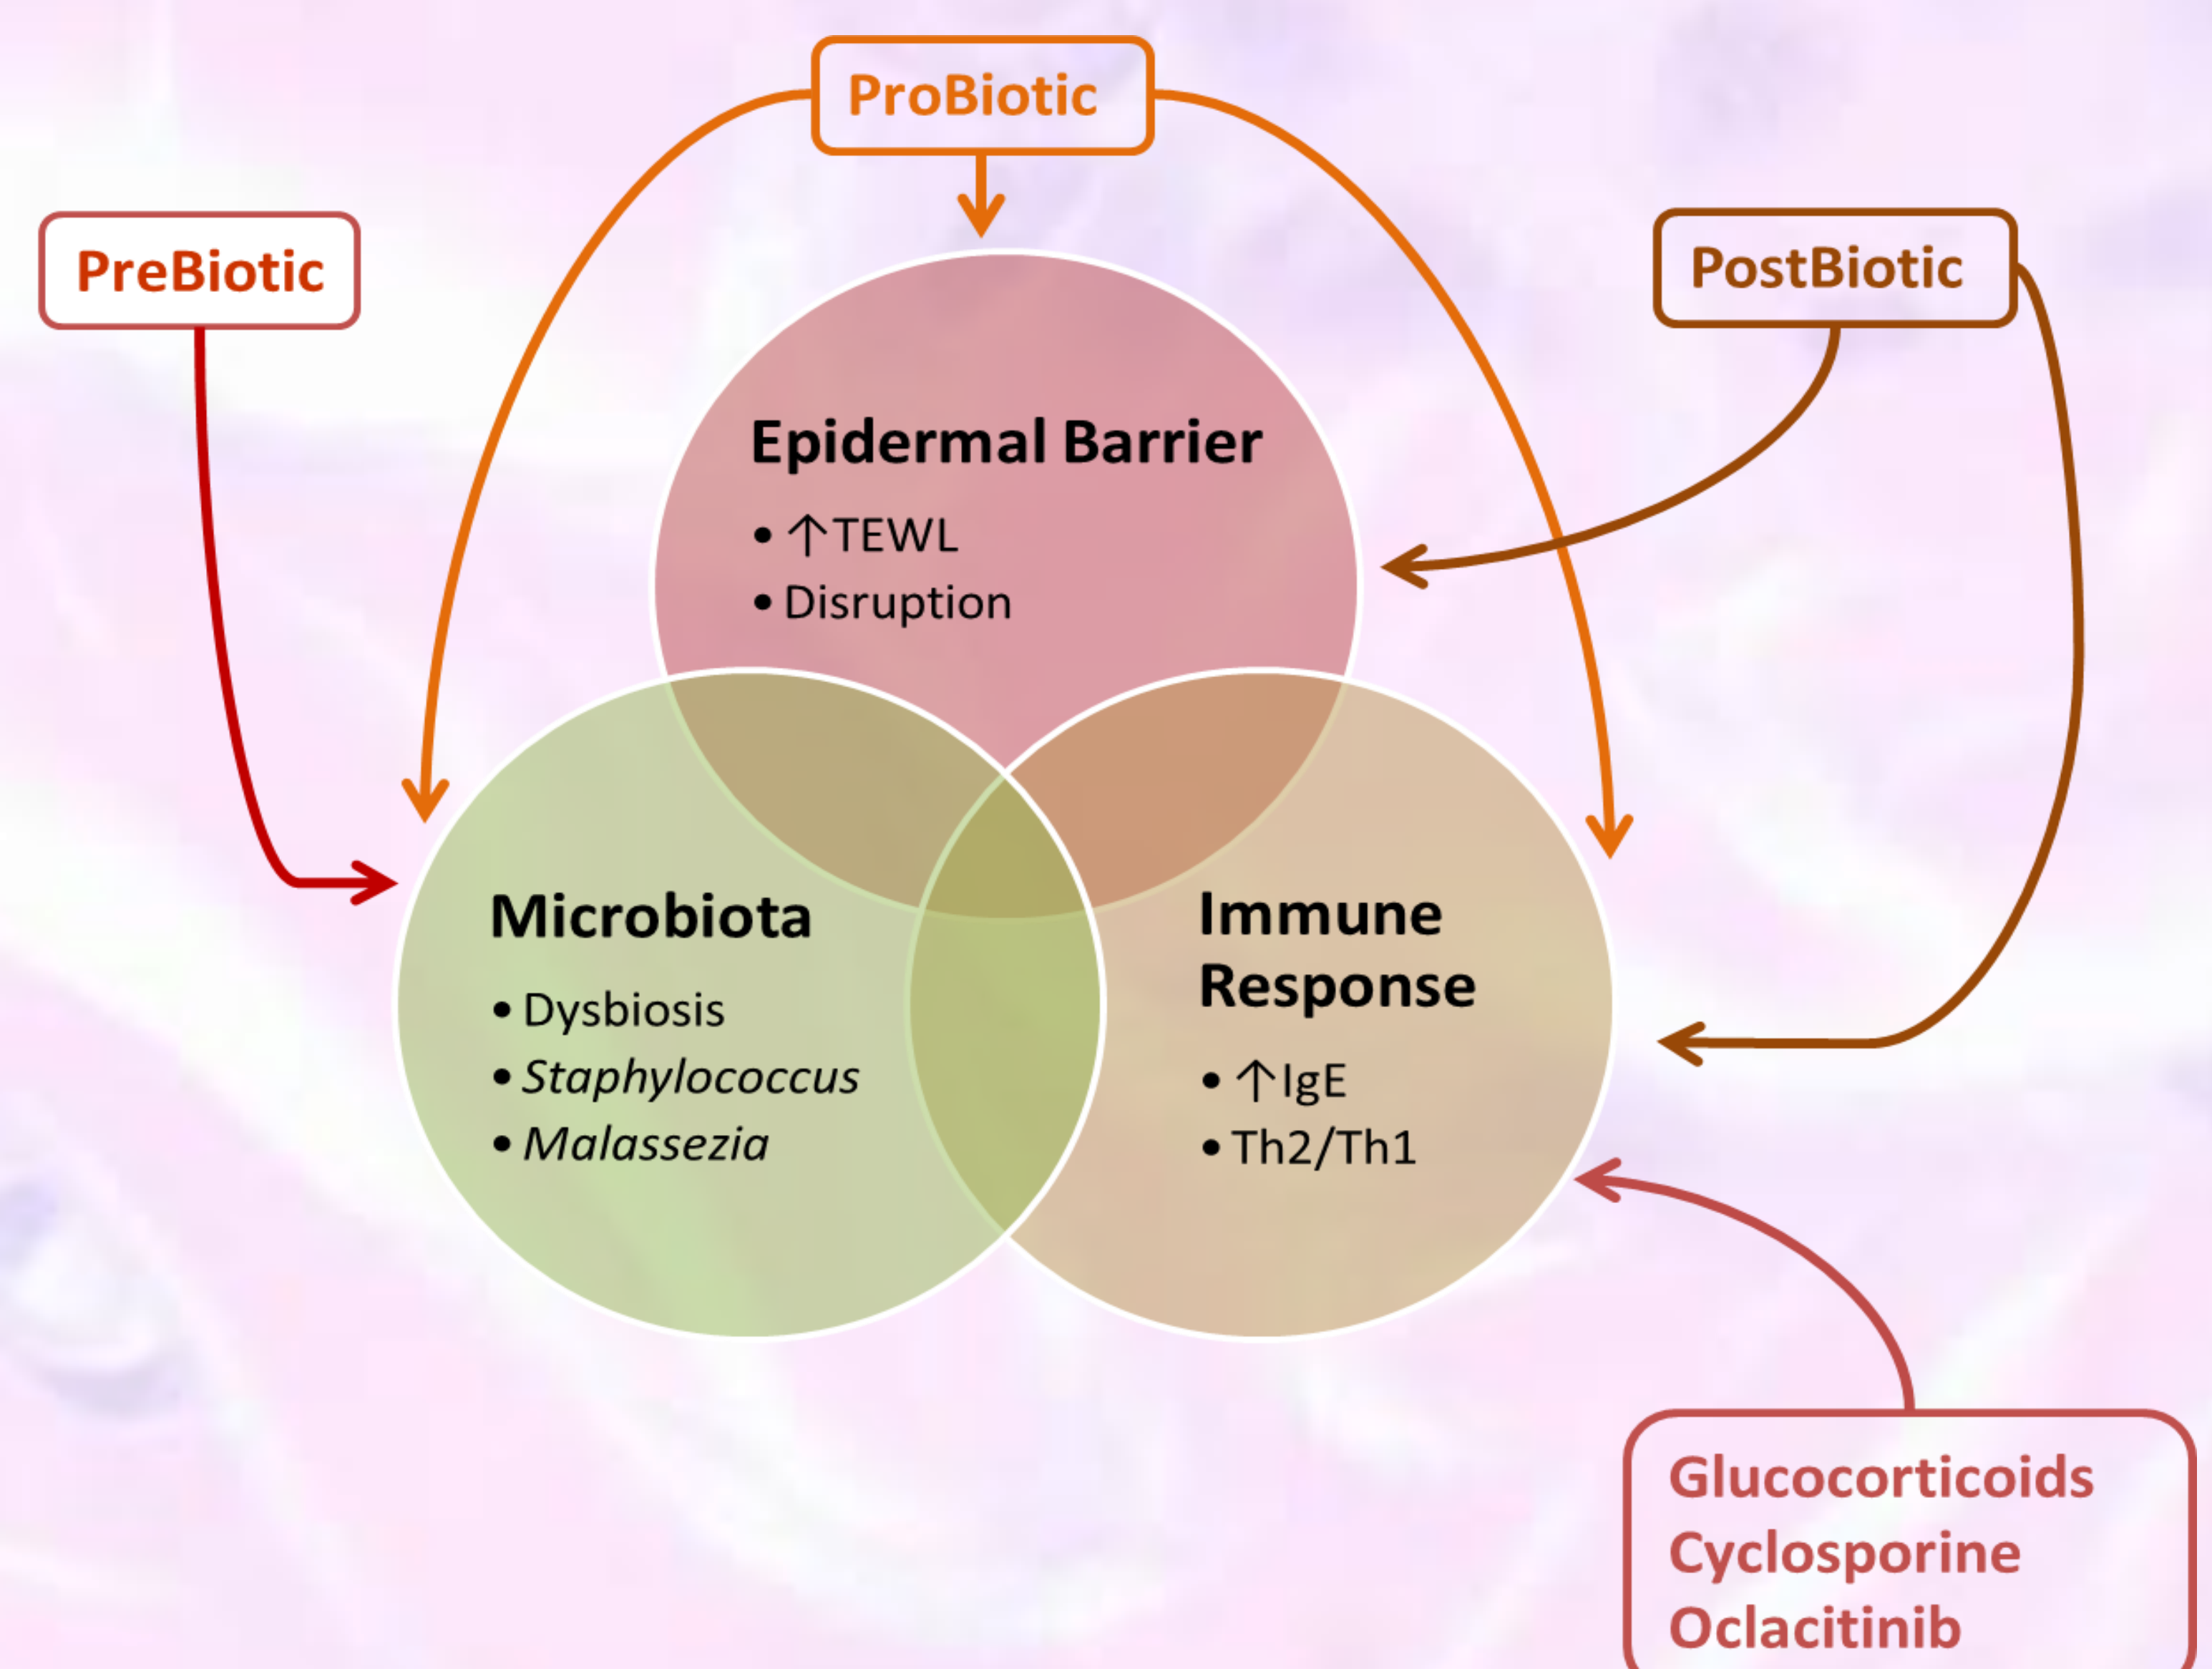 ProBiotic
PreBiotic
PostBiotic
Epidermal Barrier
• ↑TEWL
• Disruption
Microbiota
• Dysbiosis
• Staphylococcus
• Malassezia
Immune
Response
• ↑IgE
• Th2/Th1
Glucocorticoids
Cyclosporine
Oclacitinib